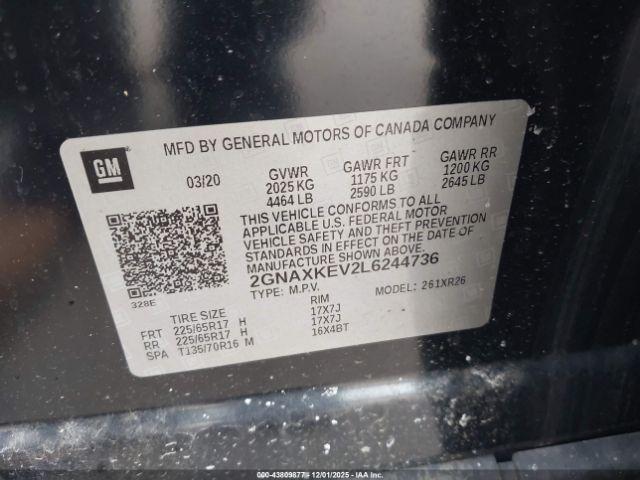 MFD BY GENERAL MOTORS OF CANADA COMPANY
GM
03/20 GVWR GAWR FRT GAWR RR
2025 KG 1175 KG 1200 KG
4464 LB 2590 LB 2645 LB
THIS VEHICLE CONFORMS TO ALL
APPLICABLE U.S. FEDERAL MOTOR
VEHICLE SAFETY AND THEFT PREVENTION
STANDARDS IN EFFECT ON THE DATE OF
MANUFACTURE SHOWN ABOVE.
2GNAXKEV2L6244736
TYPE: M.P.V. MODEL: 261XR26
328E
TIRE SIZE RIM
FRT 225/65R17 H 17X7J
RR 225/65R17 H 17X7J
SPA T135/70R16 M 16X4BT
000-43809877 - 12/01/2025 - IAAI.COM